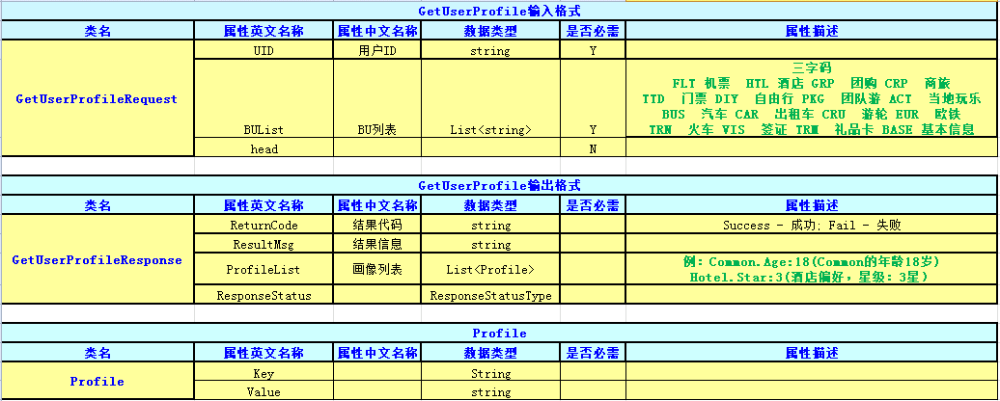 GetUserProfile输入格式
类名 属性英文名称 属性中文名称 数据类型 是否必需 属性描述
GetUserProfileRequest
UID 用户ID string Y
BUList BU列表 List<string> Y
三字码
FLT 机票 HTL 酒店 GRP 团购 CRP 商旅
TTD 门票 DIY 自由行 PKG 团队游 ACT 当地玩乐
BUS 汽车 CAR 出租车 CRU 游轮 EUR 欧铁
TRN 火车 VIS 签证 TRM 礼品卡 BASE 基本信息
head N
GetUserProfile输出格式
类名 属性英文名称 属性中文名称 数据类型 是否必需 属性描述
GetUserProfileResponse
ReturnCode 结果代码 string Success - 成功; Fail - 失败
ResultMsg 结果信息 string
ProfileList 画像列表 List<Profile>
例：Common.Age:18(Common的年龄18岁)
Hotel.Star:3(酒店偏好，星级：3星)
ResponseStatus ResponseStatusType
Profile
类名 属性英文名称 属性中文名称 数据类型 是否必需 属性描述
Profile
Key String
Value string